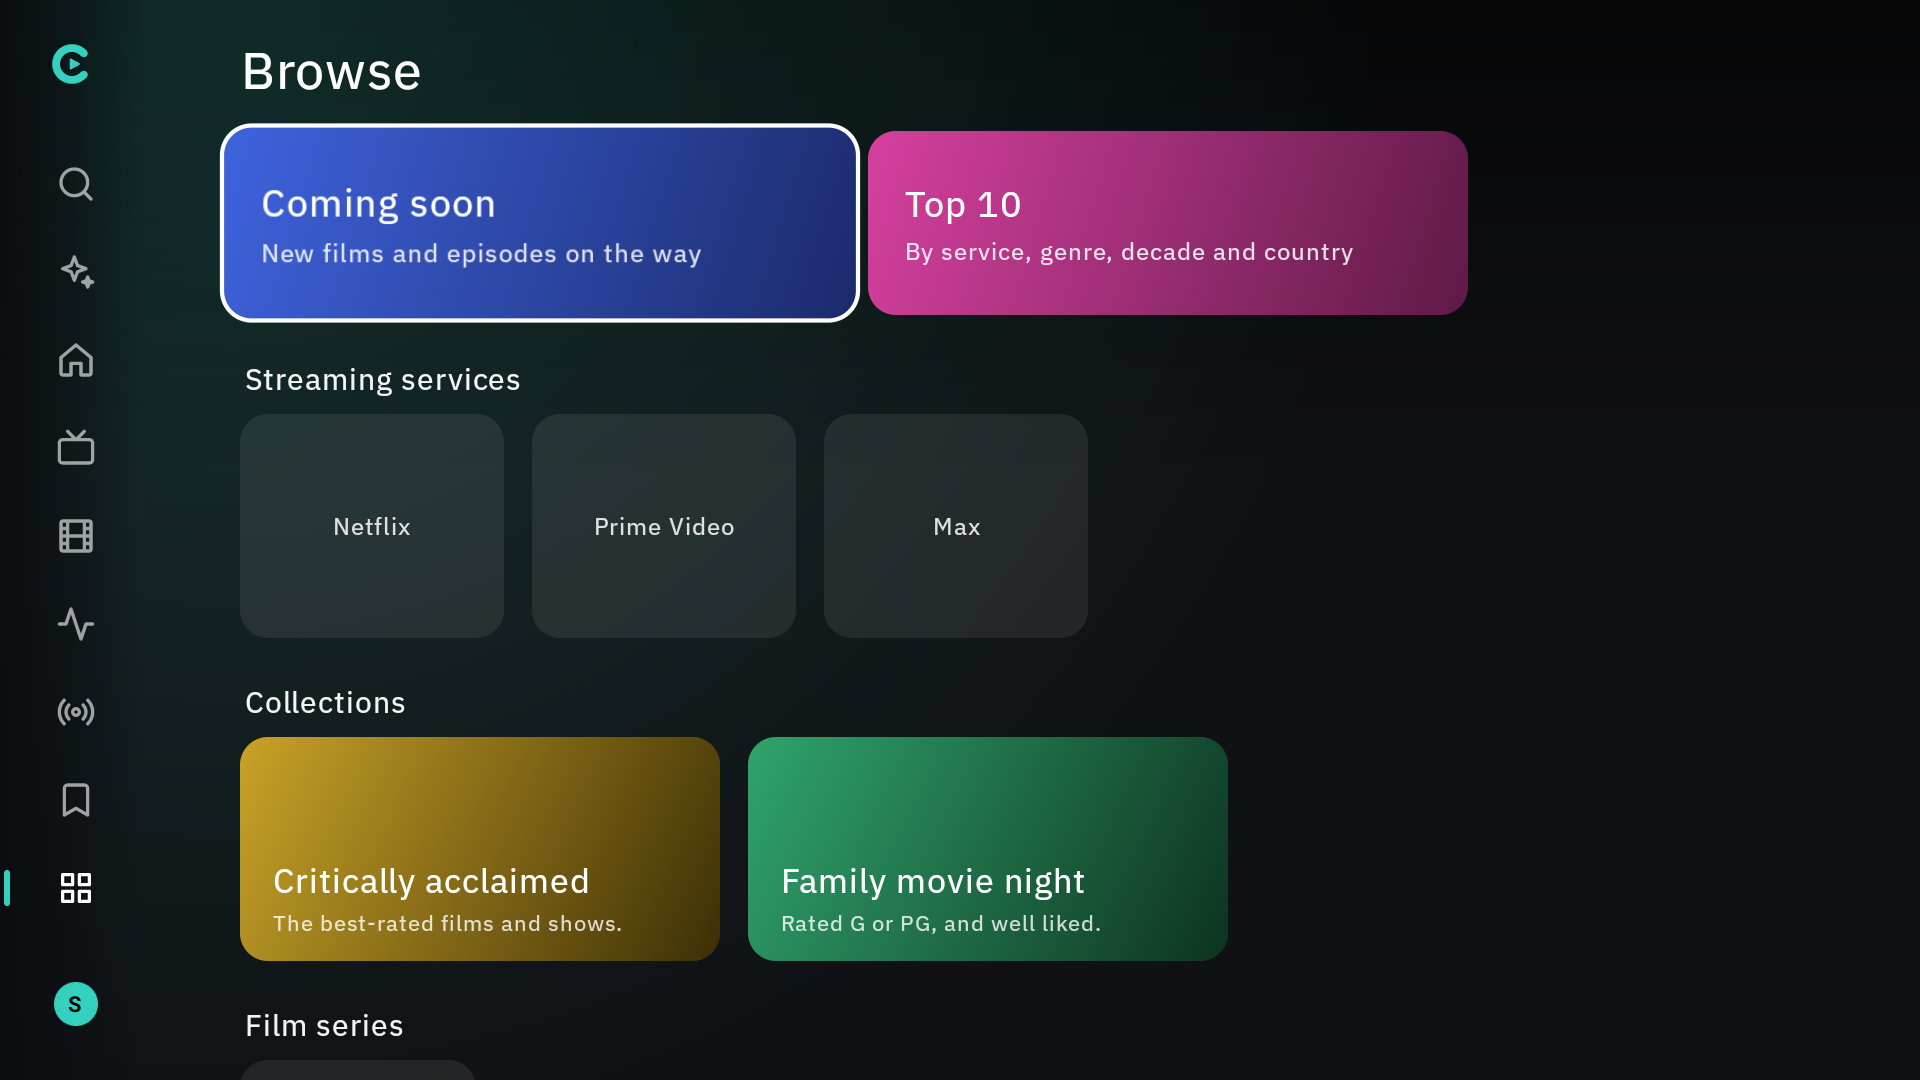 Browse
Coming soon
New films and episodes on the way
Top 10
By service, genre, decade and country
Streaming services
Netflix
Prime Video
Max
Collections
Critically acclaimed
The best-rated films and shows.
Family movie night
Rated G or PG, and well liked.
S
Film series